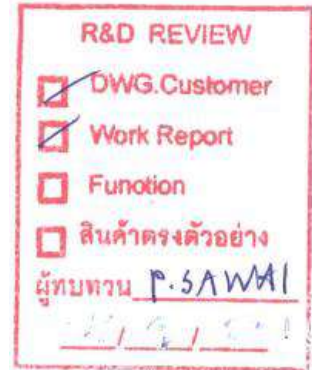 R&D REVIEW
DWG.Customer
Work Report
Function
สินค้าตรงตัวอย่าง
ผู้ทบทวน P.SAWAI